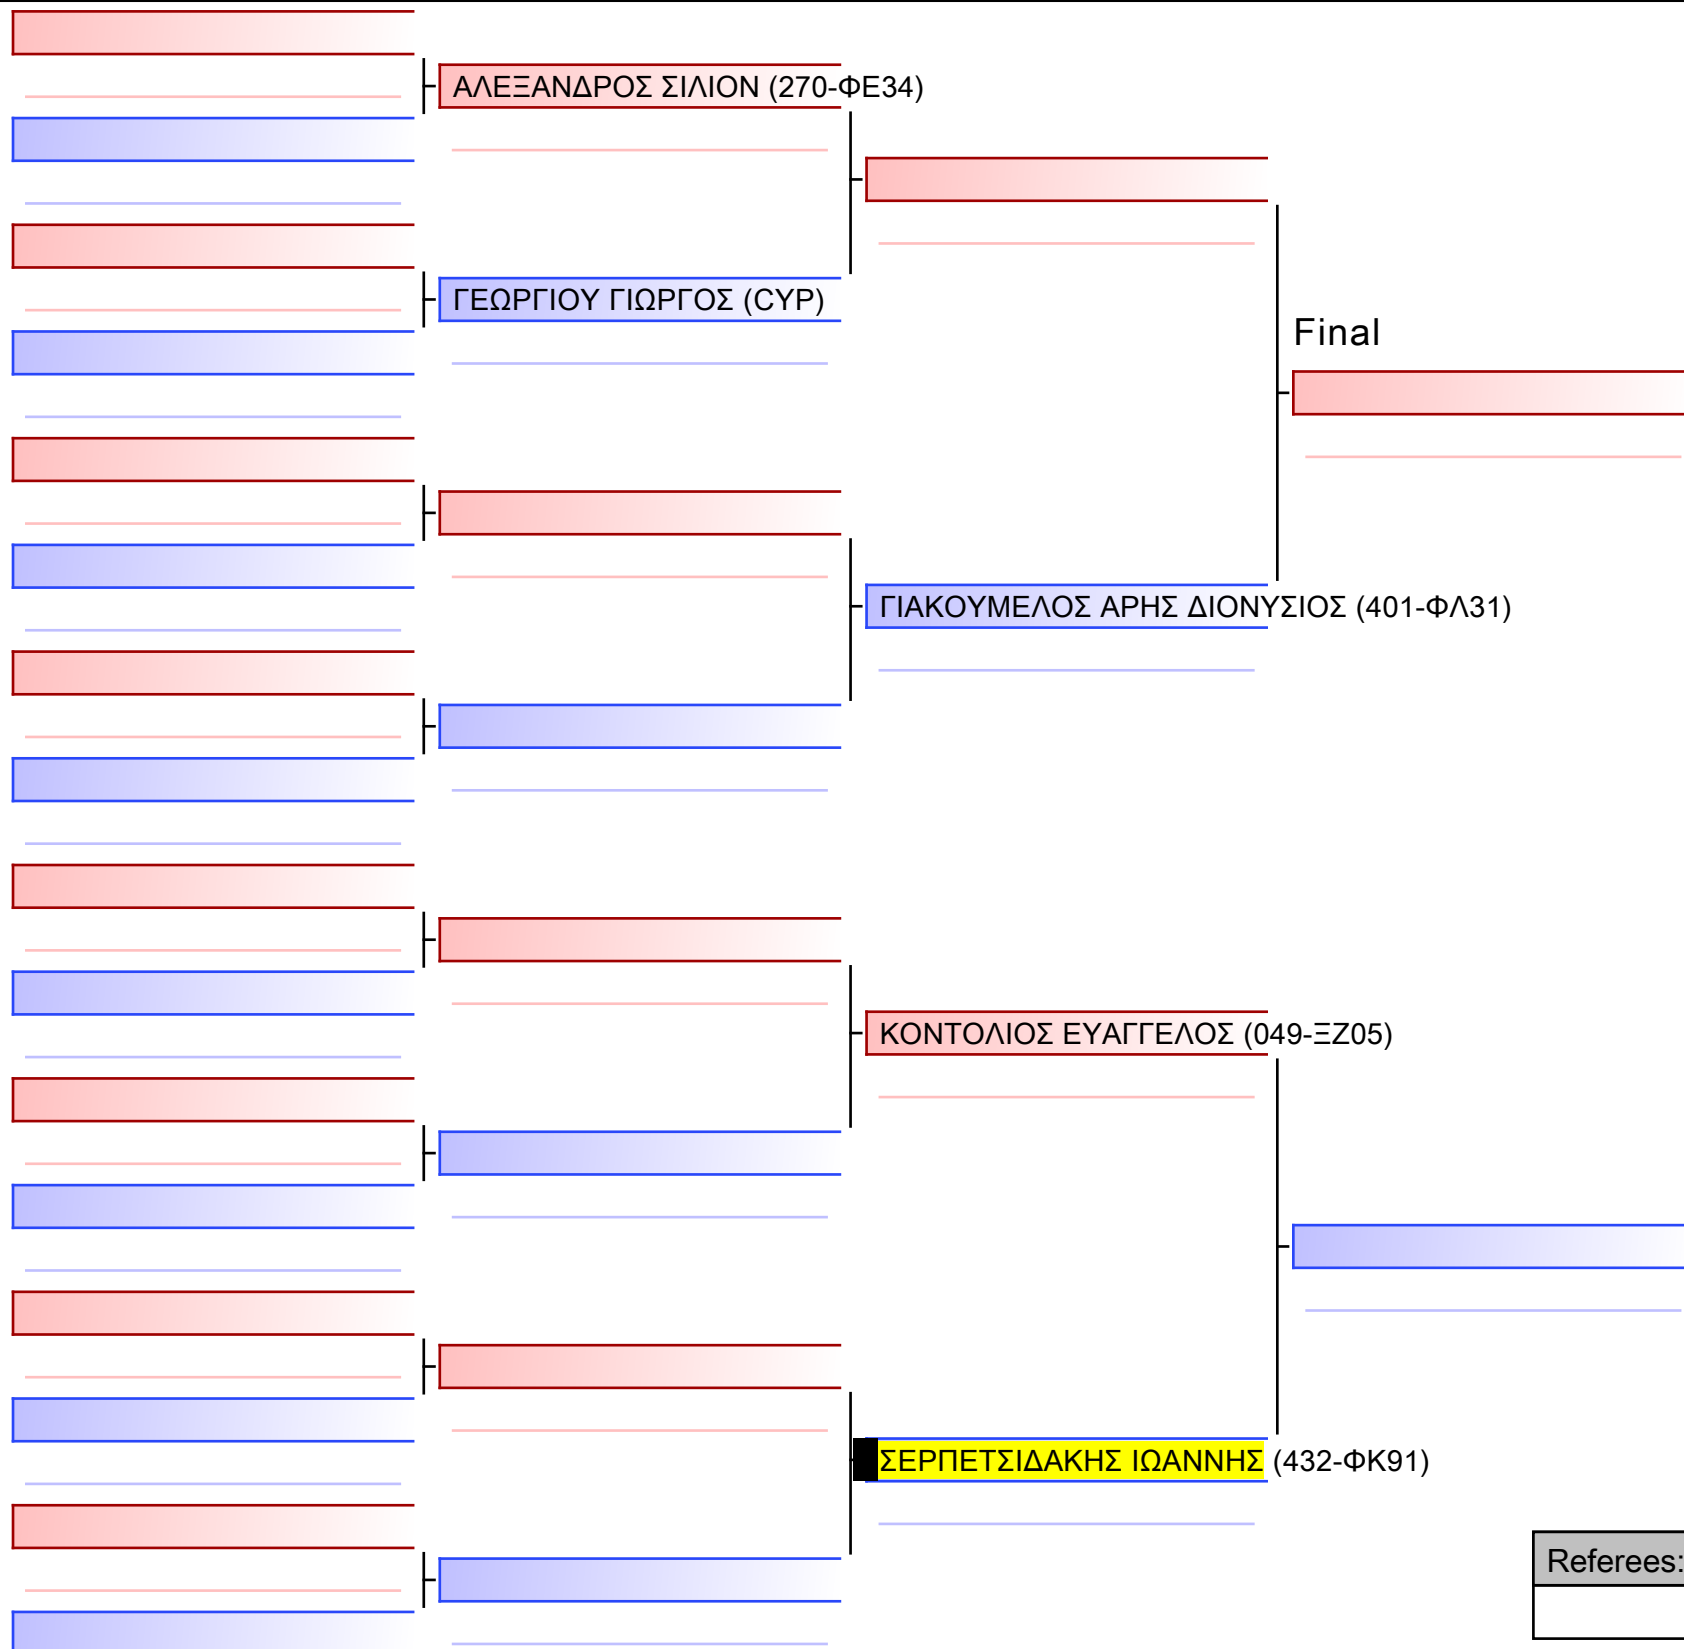 ΑΛΕΞΑΝΔΡΟΣ ΣΙΛΙΟΝ (270-ΦΕ34)
ΓΕΩΡΓΙΟΥ ΓΙΩΡΓΟΣ (CYP)
Final
ΓΙΑΚΟΥΜΕΛΟΣ ΑΡΗΣ ΔΙΟΝΥΣΙΟΣ (401-ΦΛ31)
ΚΟΝΤΟΛΙΟΣ ΕΥΑΓΓΕΛΟΣ (049-ΞΖ05)
ΣΕΡΠΕΤΣΙΔΑΚΗΣ ΙΩΑΝΝΗΣ (432-ΦΚ91)
Referees: